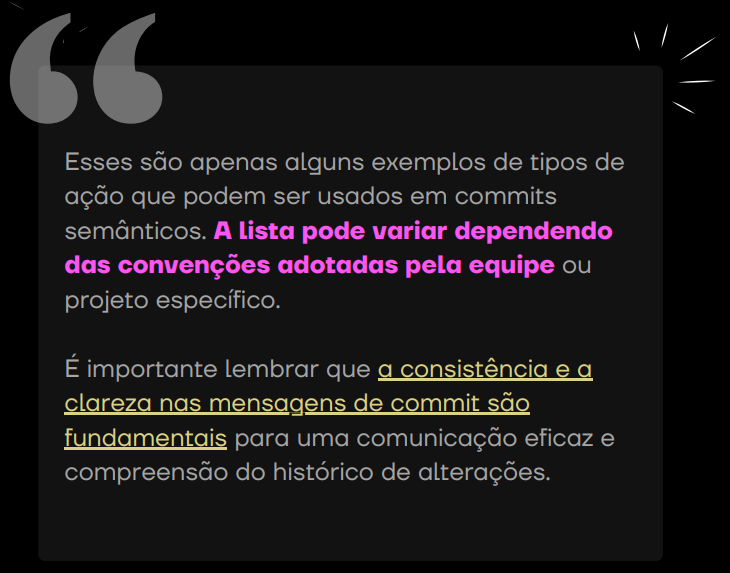 Esses são apenas alguns exemplos de tipos de
ação que podem ser usados em commits
semânticos. A lista pode variar dependendo
das convenções adotadas pela equipe ou
projeto específico.
É importante lembrar que a consistência e a
clareza nas mensagens de commit são
fundamentais para uma comunicação eficaz e
compreensão do histórico de alterações.